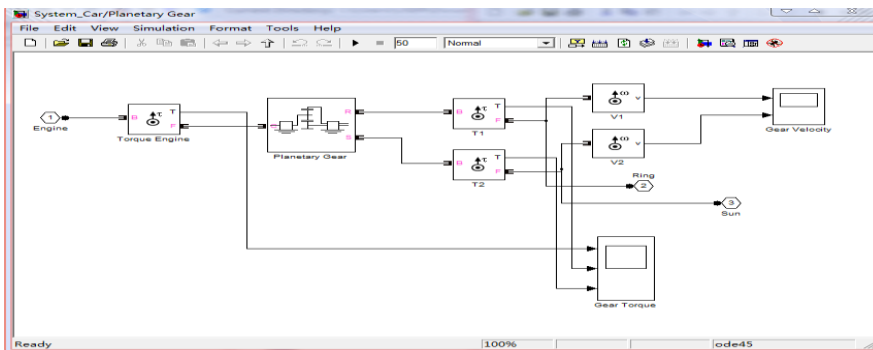 System_Car/Planetary Gear
File Edit View Simulation Format Tools Help
50 Normal
1
Engine
B T F
Torque Engine
C R S
Planetary Gear
B T F
T1
B T F
T2
ω v
V1
ω v
V2
Gear Velocity
Ring
2
3
Sun
Gear Torque
Ready 100% ode45